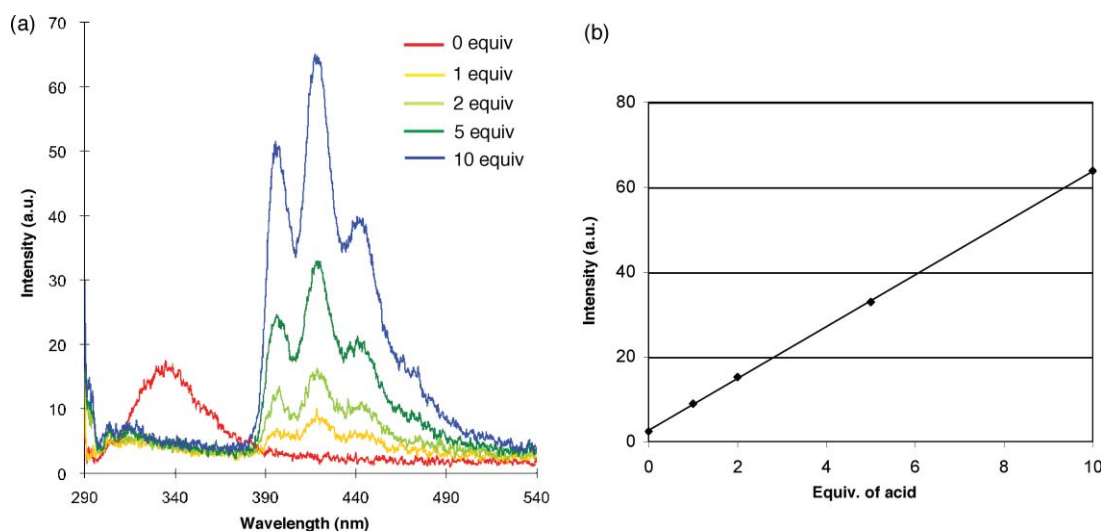 (a)
70
60
50
40
30
20
10
0
Intensity (a.u.)
0 equiv
1 equiv
2 equiv
5 equiv
10 equiv
290 340 390 440 490 540
Wavelength (nm)
(b)
80
60
40
20
0
Intensity (a.u.)
0 2 4 6 8 10
Equiv. of acid